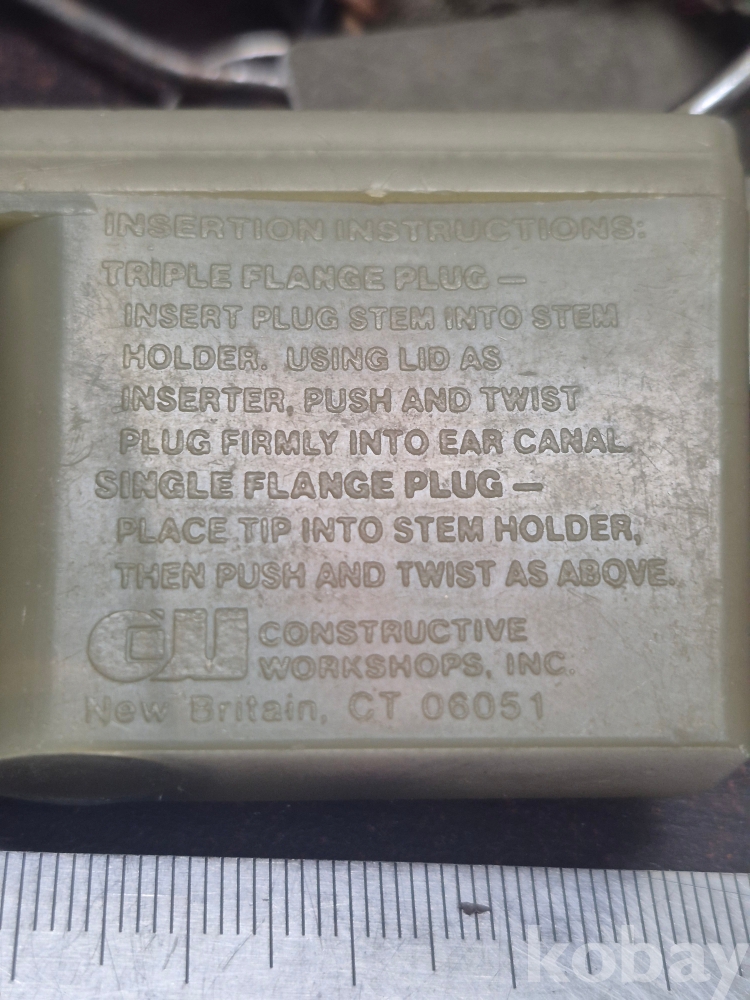 INSERTION INSTRUCTIONS:
TRIPLE FLANGE PLUG —
INSERT PLUG STEM INTO STEM
HOLDER. USING LID AS
INSERTER, PUSH AND TWIST
PLUG FIRMLY INTO EAR CANAL.
SINGLE FLANGE PLUG —
PLACE TIP INTO STEM HOLDER,
THEN PUSH AND TWIST AS ABOVE.
CW CONSTRUCTIVE
WORKSHOPS, INC.
New Britain, CT 06051
kobay